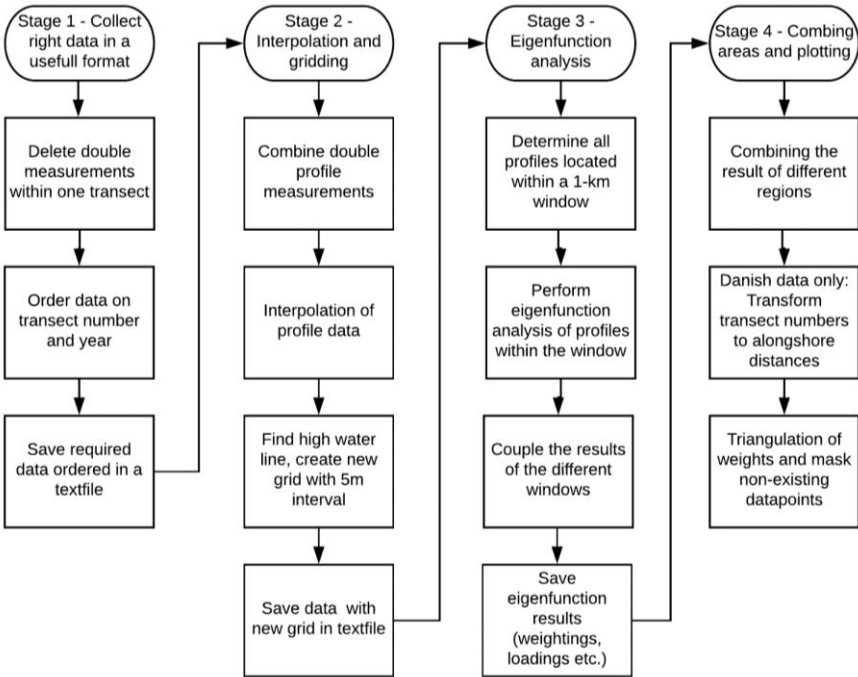 Stage 1 - Collect
right data in a
usefull format
Delete double
measurements
within one transect
Order data on
transect number
and year
Save required
data ordered in a
textfile
Stage 2 -
Interpolation and
gridding
Combine double
profile
measurements
Interpolation of
profile data
Find high water
line, create new
grid with 5m
interval
Save data with
new grid in textfile
Stage 3 -
Eigenfunction
analysis
Determine all
profiles located
within a 1-km
window
Perform
eigenfunction
analysis of profiles
within the window
Couple the results
of the different
windows
Save
eigenfunction
results
(weightings,
loadings etc.)
Stage 4 - Combing
areas and plotting
Combining the
result of different
regions
Danish data only:
Transform
transect numbers
to alongshore
distances
Triangulation of
weights and mask
non-existing
datapoints